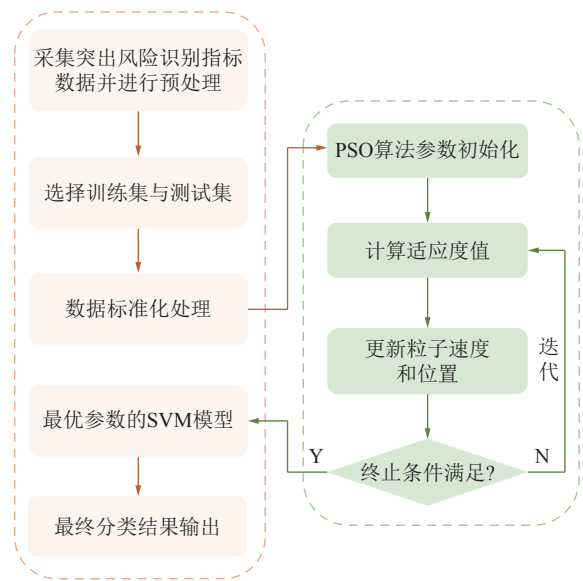 采集突出风险识别指标
数据并进行预处理
选择训练集与测试集
数据标准化处理
PSO算法参数初始化
计算适应度值
更新粒子速度
和位置
迭代
终止条件满足?
Y
N
最优参数的SVM模型
最终分类结果输出